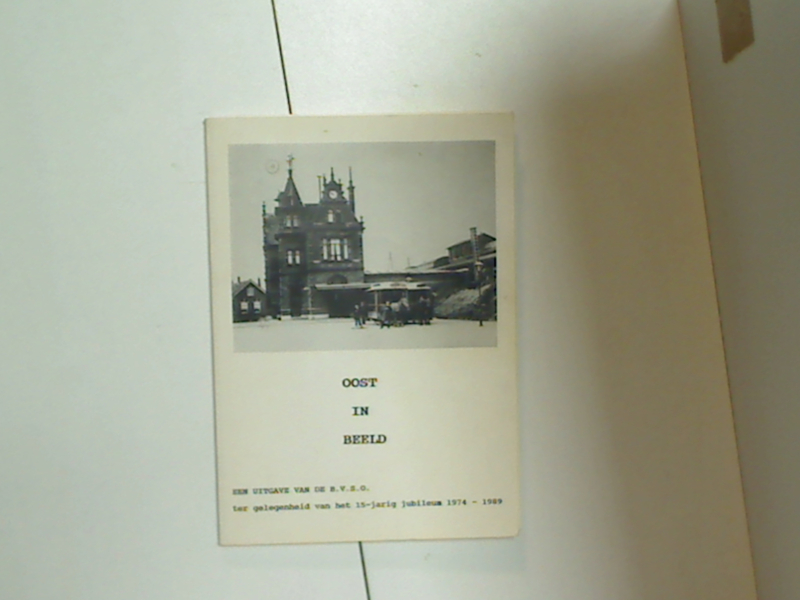 OOST
IN
BEELD
EEN UITGAVE VAN DE B.V.S.O.
ter gelegenheid van het 15-jarig jubileum 1974 - 1989